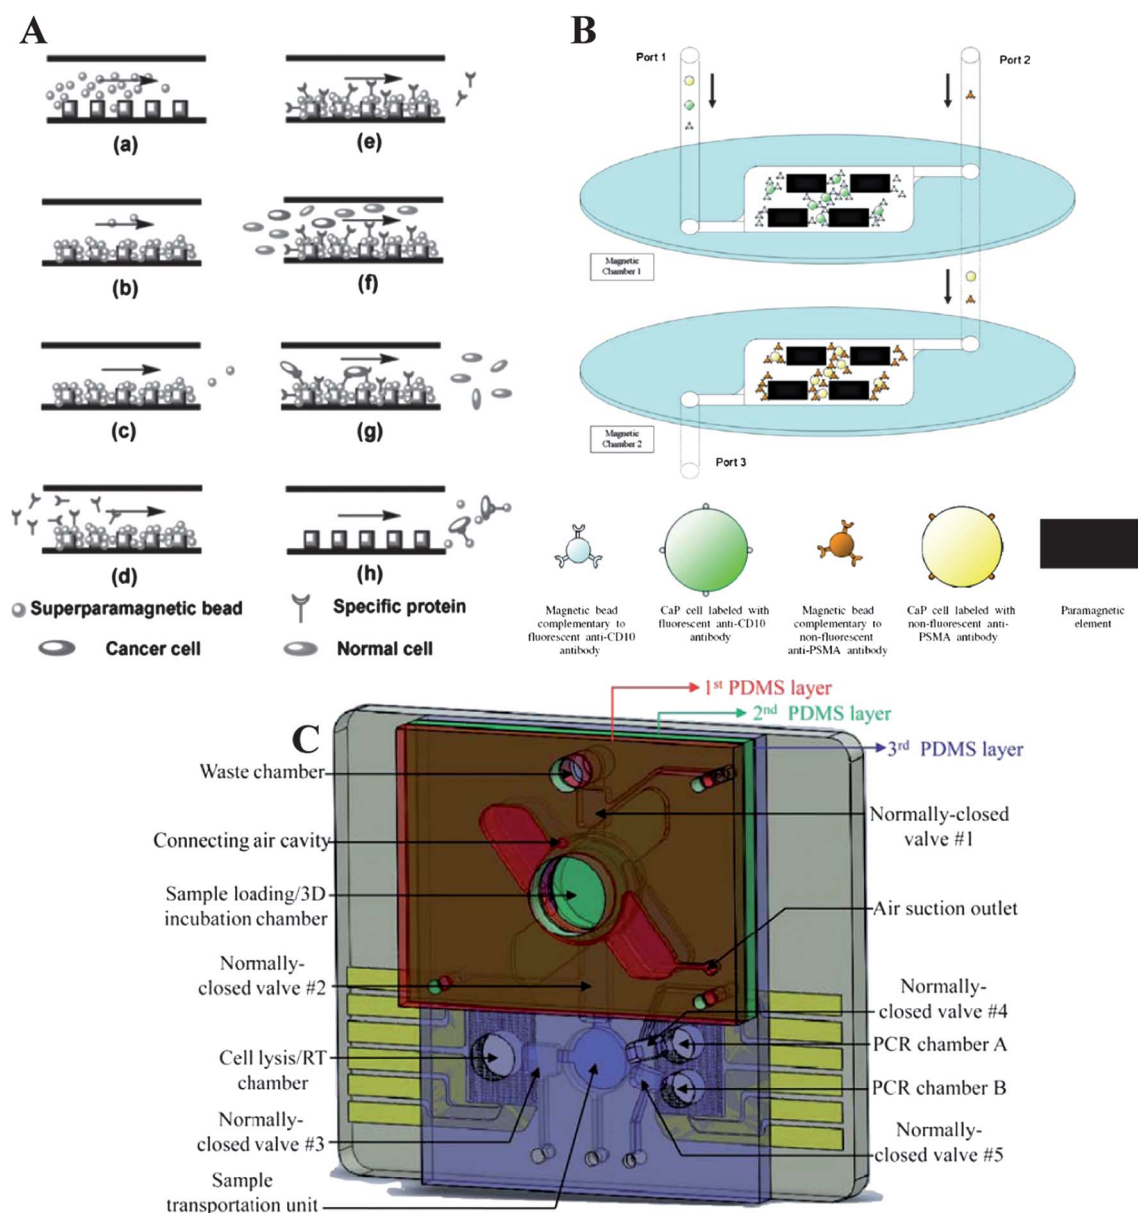 A
(a)
(e)
(b)
(f)
(c)
(g)
(d)
(h)
Superparamagnetic bead
Specific protein
Cancer cell
Normal cell
B
Port 1
Port 2
Magnetic
Chamber 1
Magnetic
Chamber 2
Port 3
Magnetic bead
complementary to
fluorescent anti-CD10
antibody
CaP cell labeled with
fluorescent anti-CD10
antibody
Magnetic bead
complementary to
non-fluorescent
anti-PSMA antibody
CaP cell labeled with
non-fluorescent anti-
PSMA antibody
Paramagnetic
element
C
1st PDMS layer
2nd PDMS layer
3rd PDMS layer
Waste chamber
Connecting air cavity
Sample loading/3D
incubation chamber
Normally-
closed valve #2
Cell lysis/RT
chamber
Normally-
closed valve #3
Sample
transportation unit
Normally-closed
valve #1
Air suction outlet
Normally-
closed valve #4
PCR chamber A
PCR chamber B
Normally-
closed valve #5